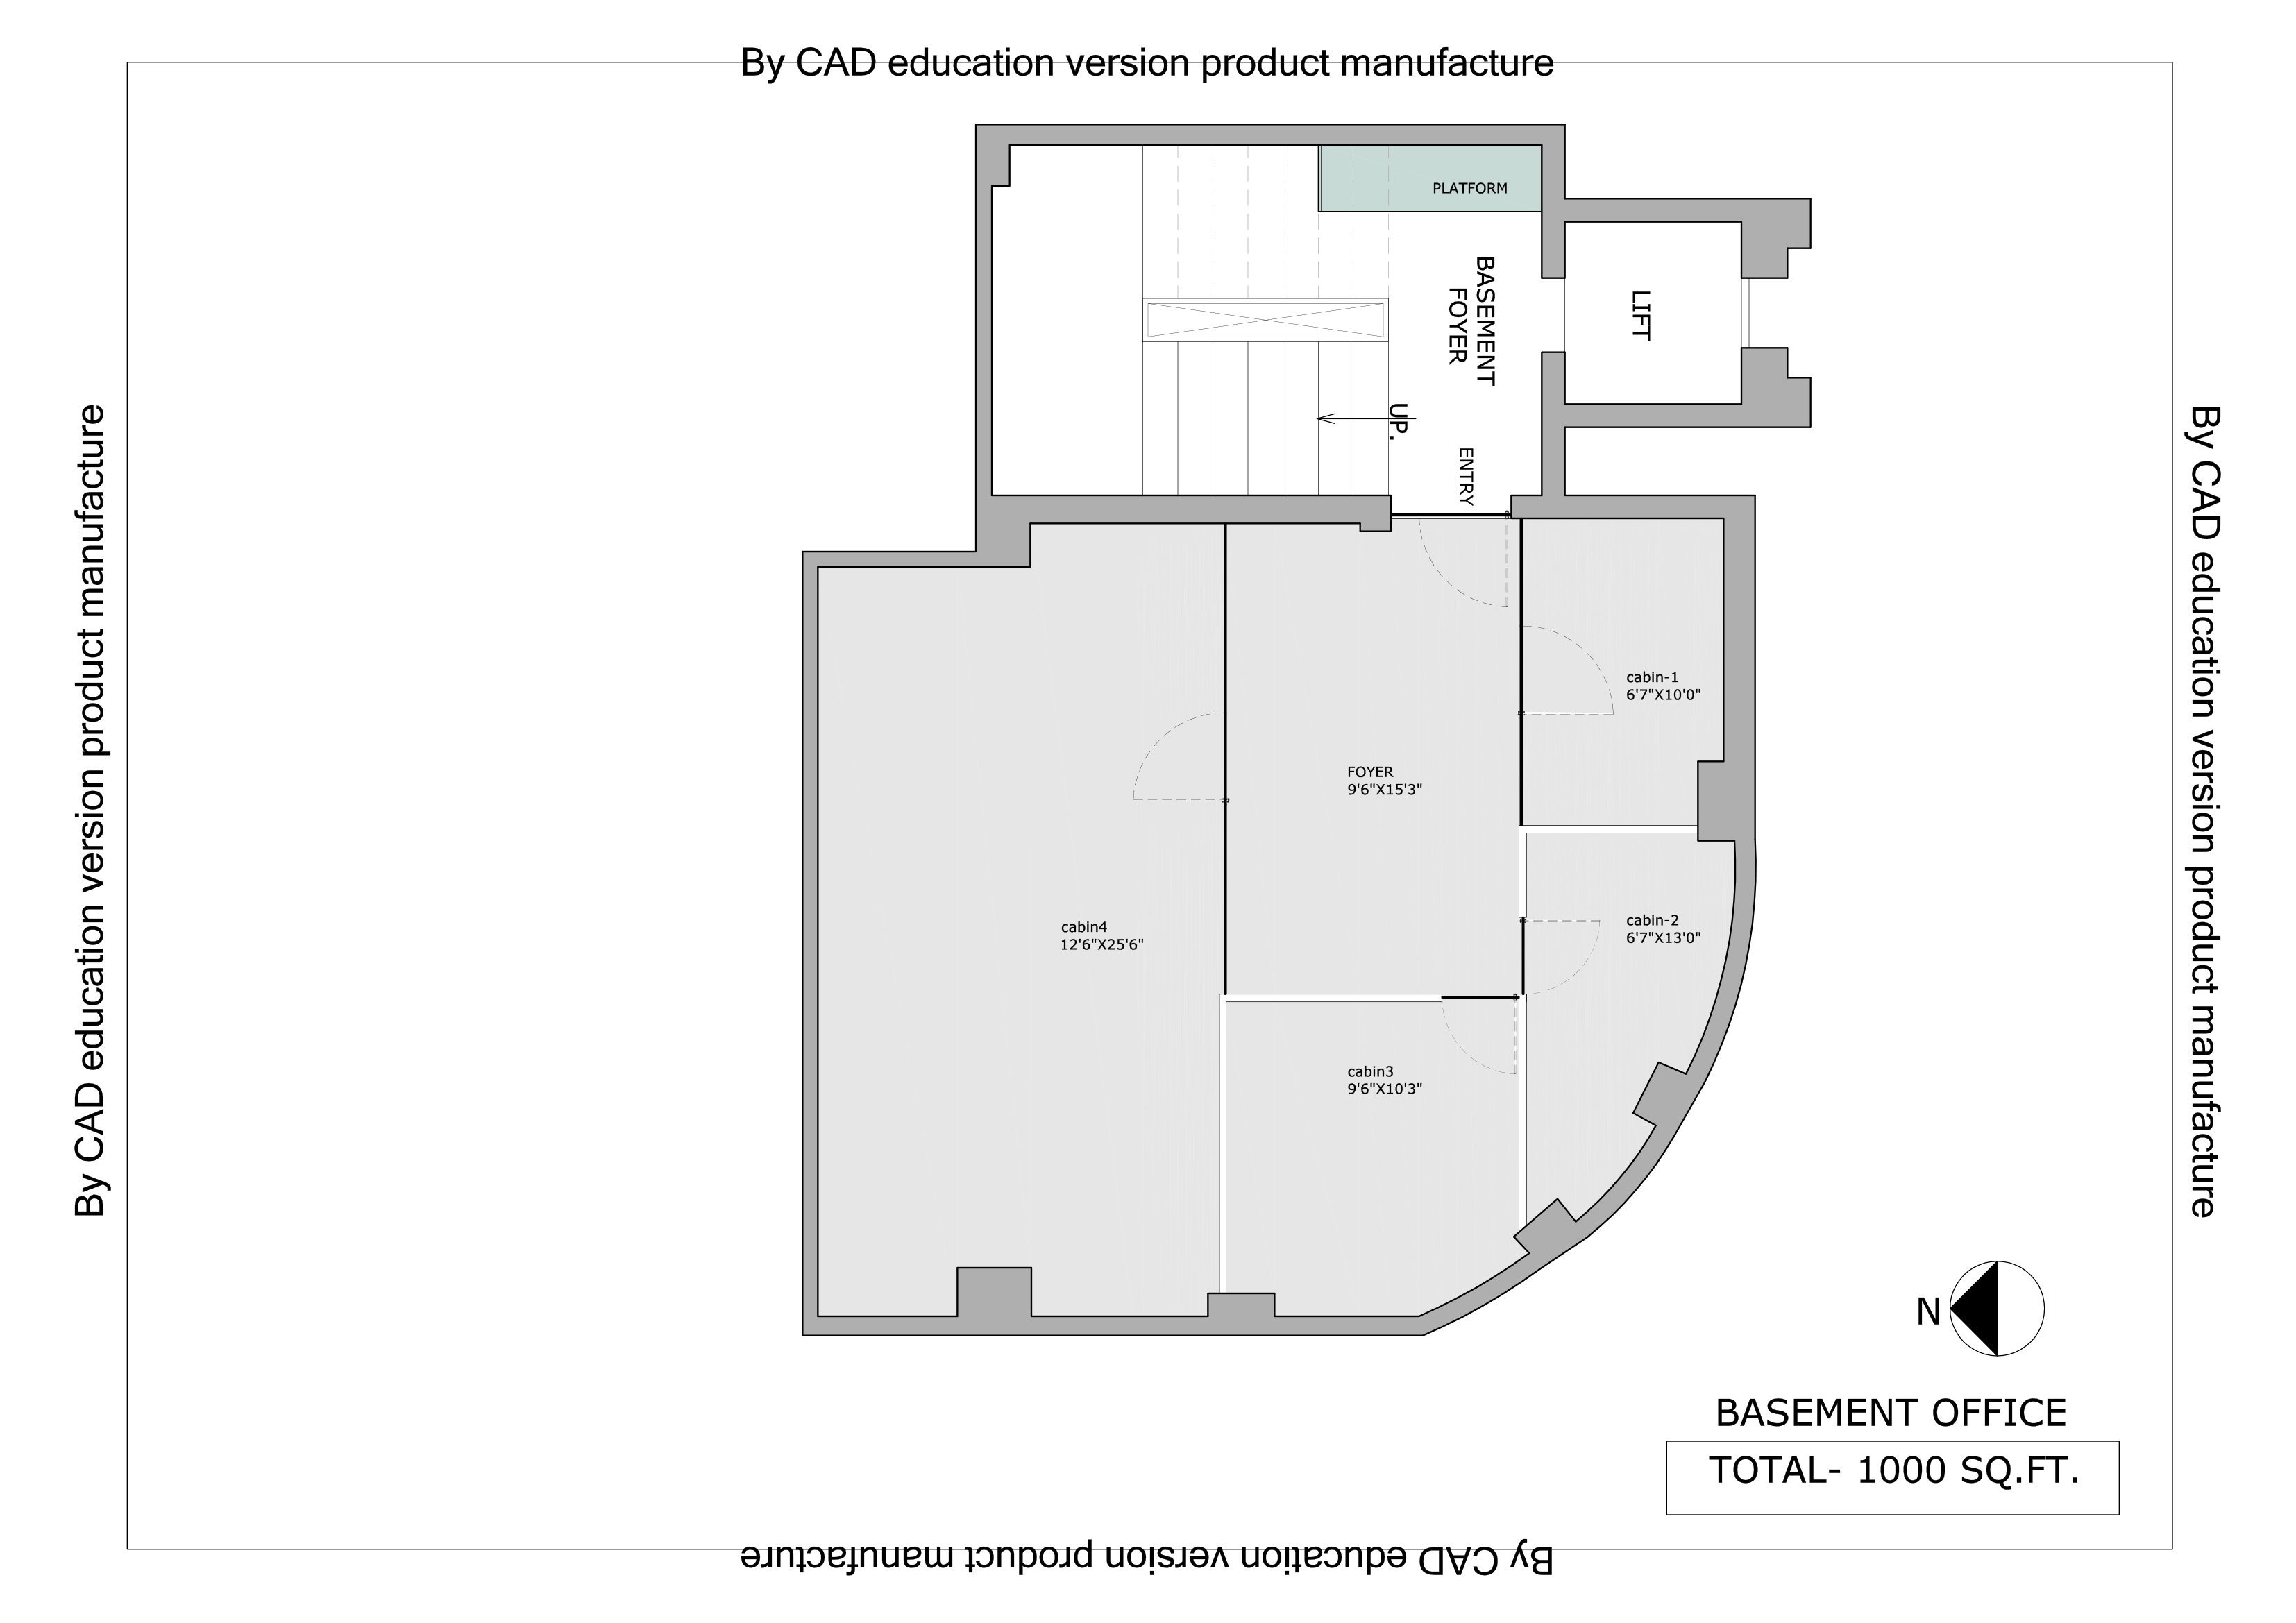 By CAD education version product manufacture
PLATFORM
BASEMENT
FOYER
LIFT
UP.
ENTRY
cabin-1
6'7"X10'0"
FOYER
9'6"X15'3"
cabin-2
6'7"X13'0"
cabin4
12'6"X25'6"
cabin3
9'6"X10'3"
By CAD education version product manufacture
By CAD education version product manufacture
N
BASEMENT OFFICE
TOTAL- 1000 SQ.FT.
By CAD education version product manufacture